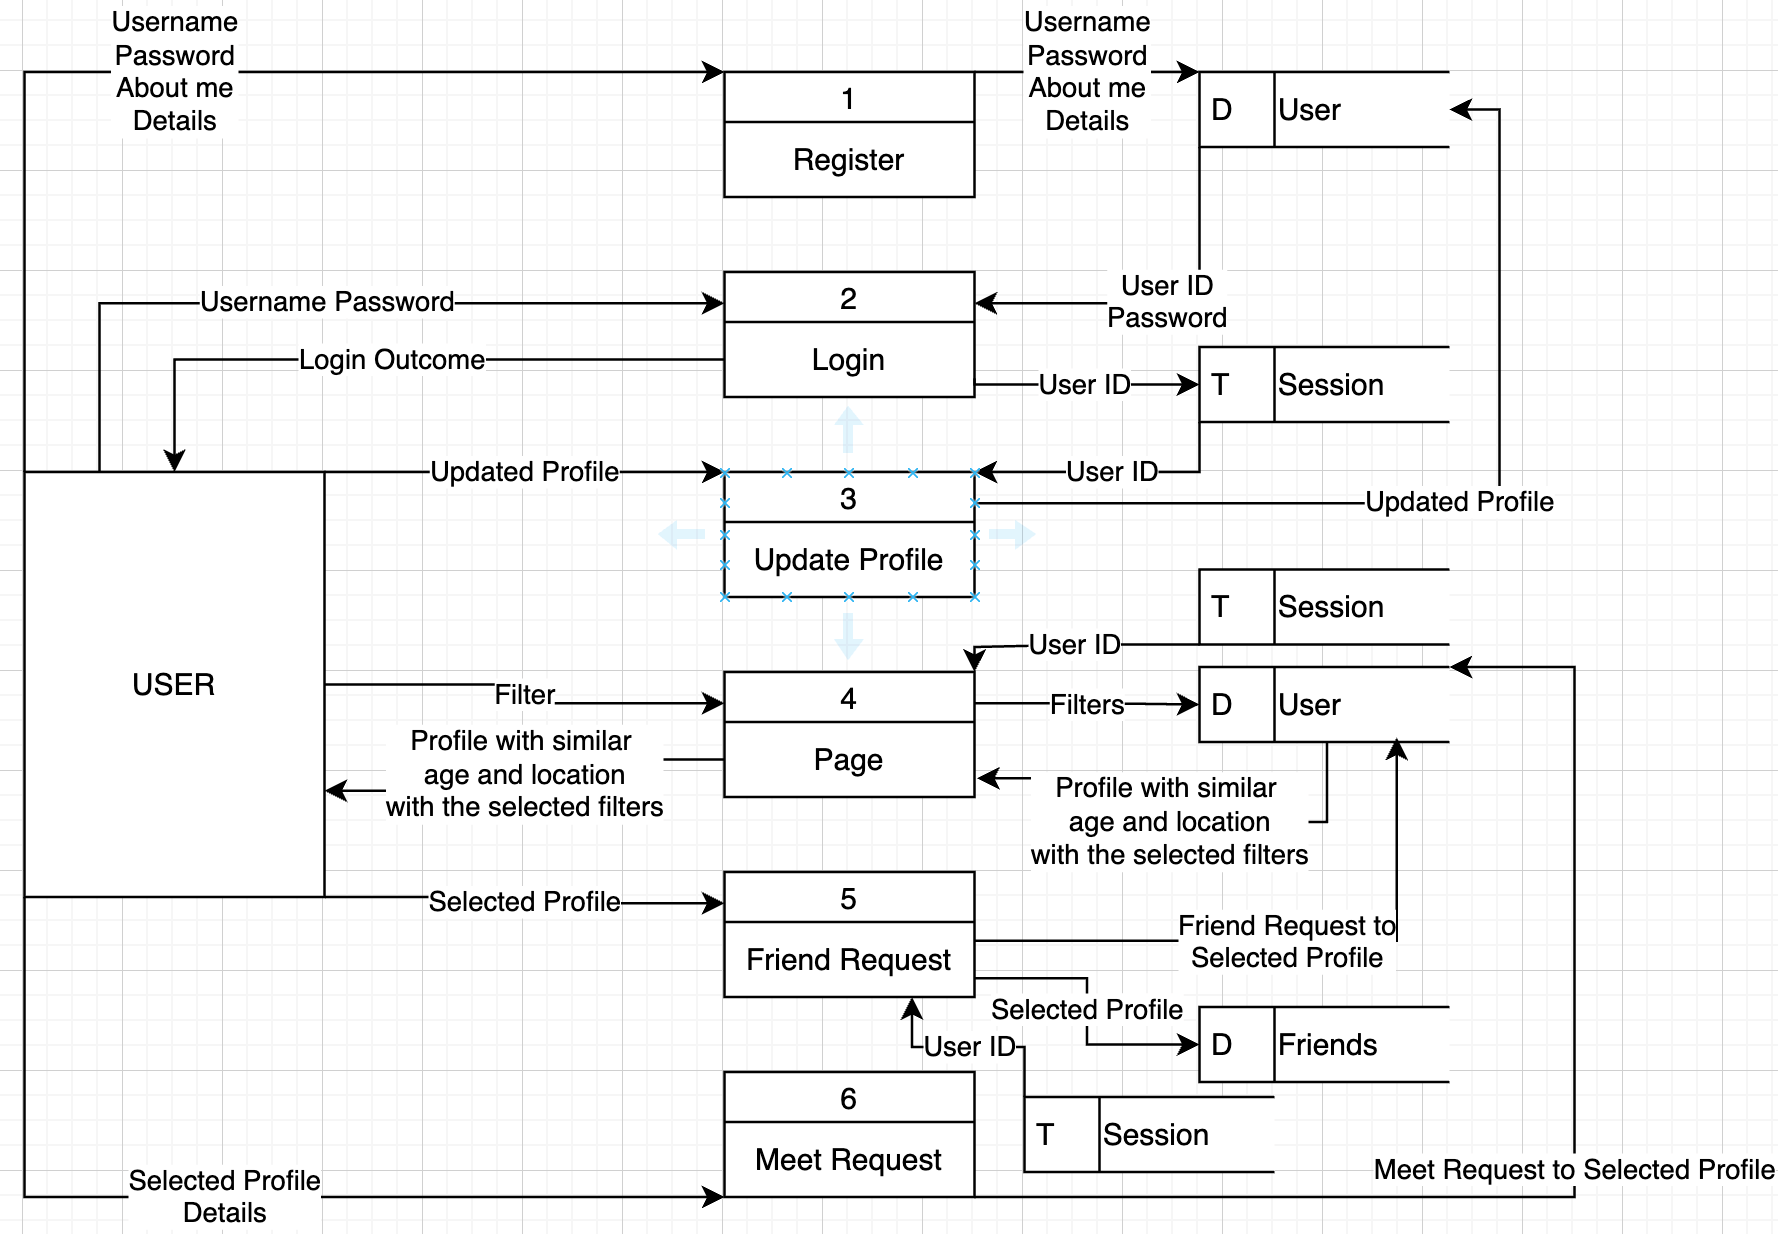 Username
Password
About me
Details
Username
Password
About me
Details
1
Register
D
User
2
Login
Username Password
Login Outcome
User ID
Password
User ID
T
Session
Updated Profile
User ID
3
Update Profile
Updated Profile
USER
T
Session
User ID
Filter
4
Page
Filters
D
User
Profile with similar
age and location
with the selected filters
Profile with similar
age and location
with the selected filters
Selected Profile
5
Friend Request
Friend Request to
Selected Profile
Selected Profile
D
Friends
User ID
6
Meet Request
T
Session
Meet Request to Selected Profile
Selected Profile
Details